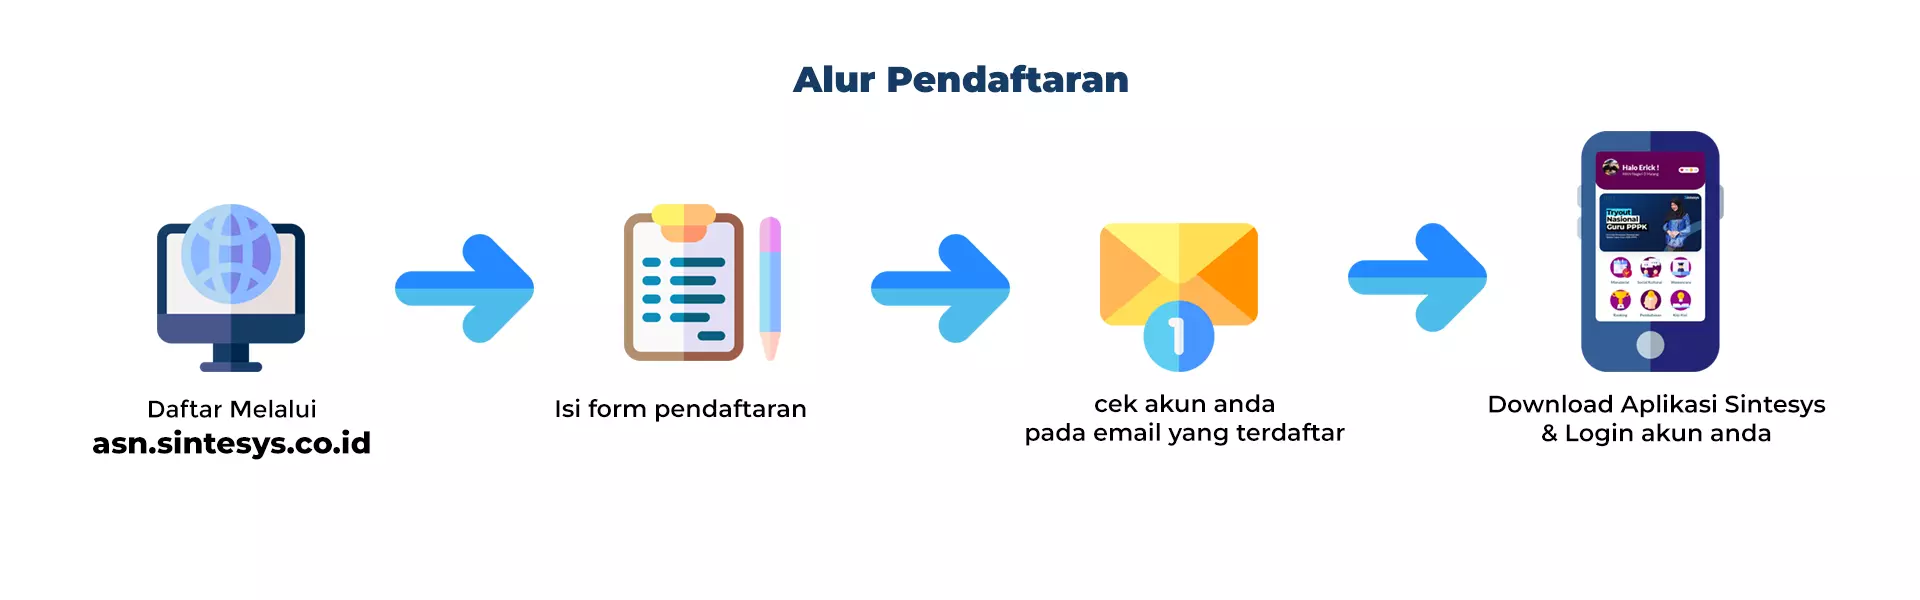 Alur Pendaftaran
Daftar Melalui
asn.sintesys.co.id
Isi form pendaftaran
1
cek akun anda
pada email yang terdaftar
Halo Erick !
Tryout
Nasional
Guru PPPK
Download Aplikasi Sintesys
& Login akun anda